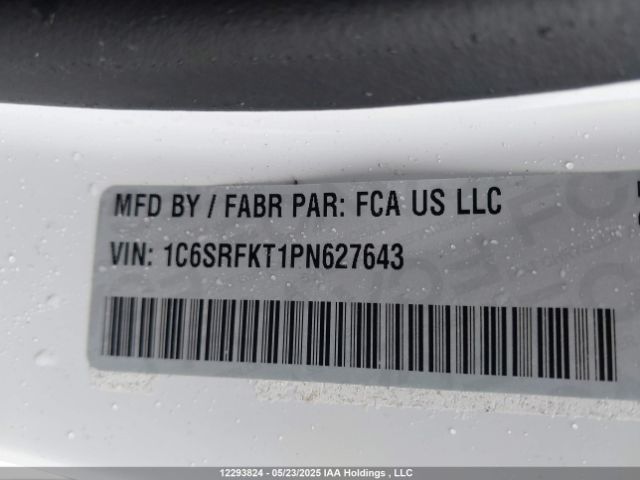 MFD BY / FABR PAR: FCA US LLC
VIN: 1C6SRFKT1PN627643
12293824 - 05/23/2025 IAA Holdings , LLC